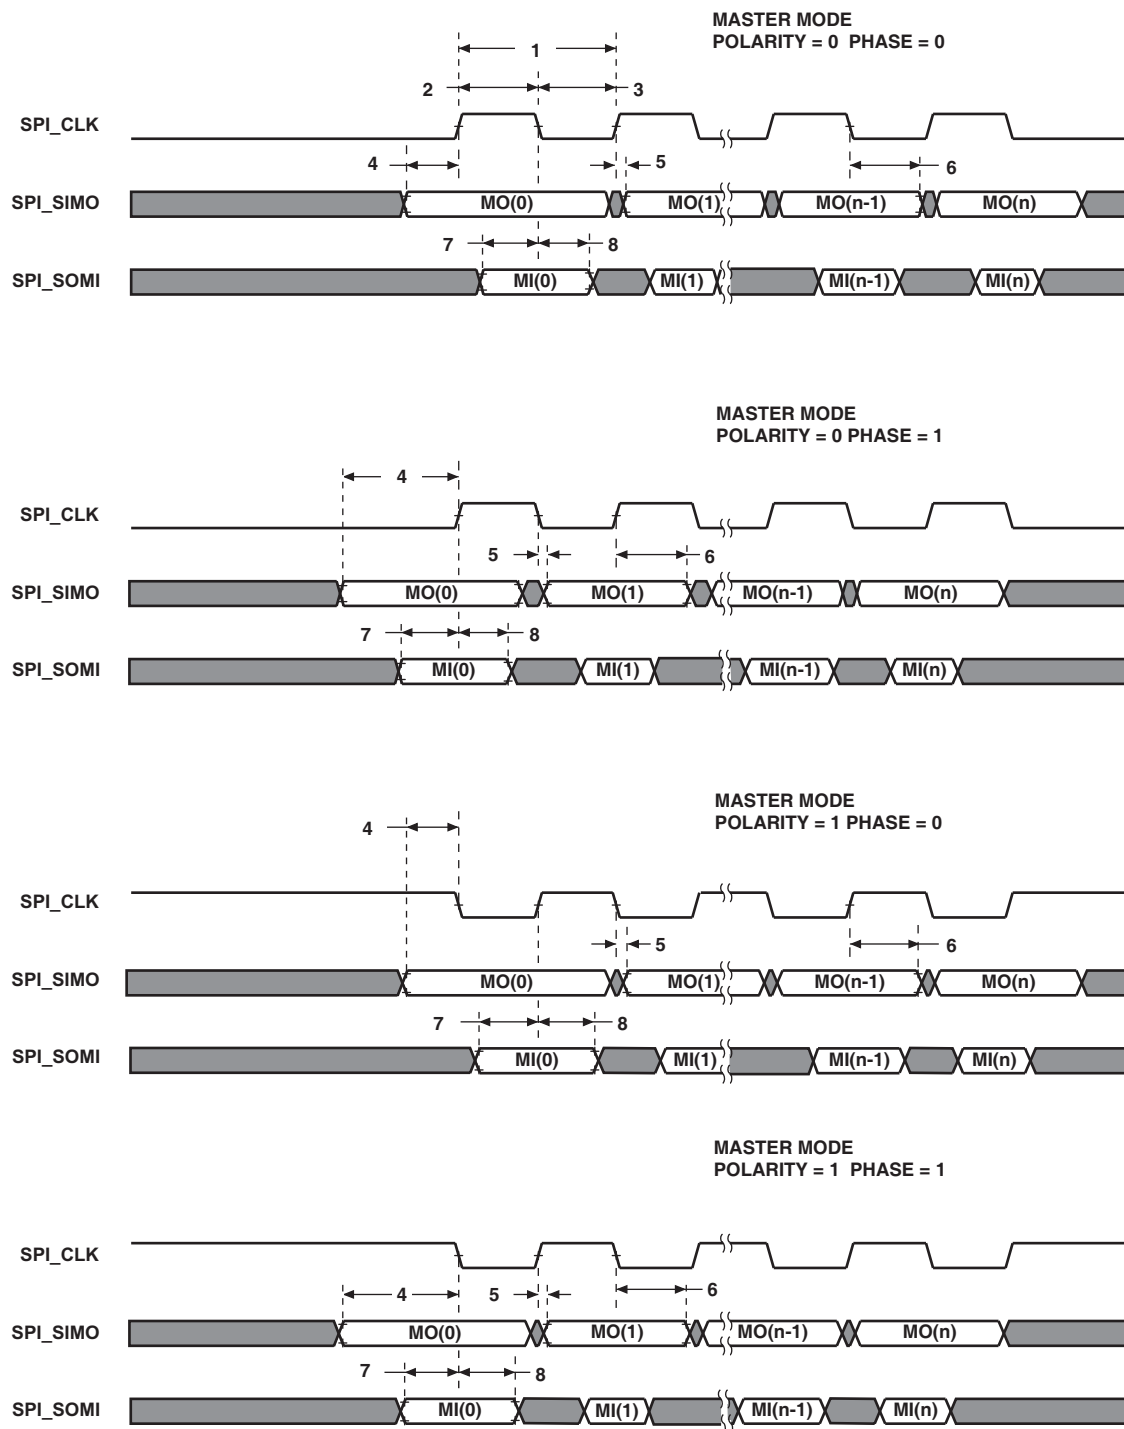 MASTER MODE
POLARITY = 0 PHASE = 0
1
2
3
SPI_CLK
4
5
6
SPI_SIMO
MO(0)
MO(1)
MO(n-1)
MO(n)
7
8
SPI_SOMI
MI(0)
MI(1)
MI(n-1)
MI(n)
MASTER MODE
POLARITY = 0 PHASE = 1
4
SPI_CLK
5
6
SPI_SIMO
MO(0)
MO(1)
MO(n-1)
MO(n)
7
8
SPI_SOMI
MI(0)
MI(1)
MI(n-1)
MI(n)
MASTER MODE
POLARITY = 1 PHASE = 0
4
SPI_CLK
5
6
SPI_SIMO
MO(0)
MO(1)
MO(n-1)
MO(n)
7
8
SPI_SOMI
MI(0)
MI(1)
MI(n-1)
MI(n)
MASTER MODE
POLARITY = 1 PHASE = 1
SPI_CLK
4
5
6
SPI_SIMO
MO(0)
MO(1)
MO(n-1)
MO(n)
7
8
SPI_SOMI
MI(0)
MI(1)
MI(n-1)
MI(n)